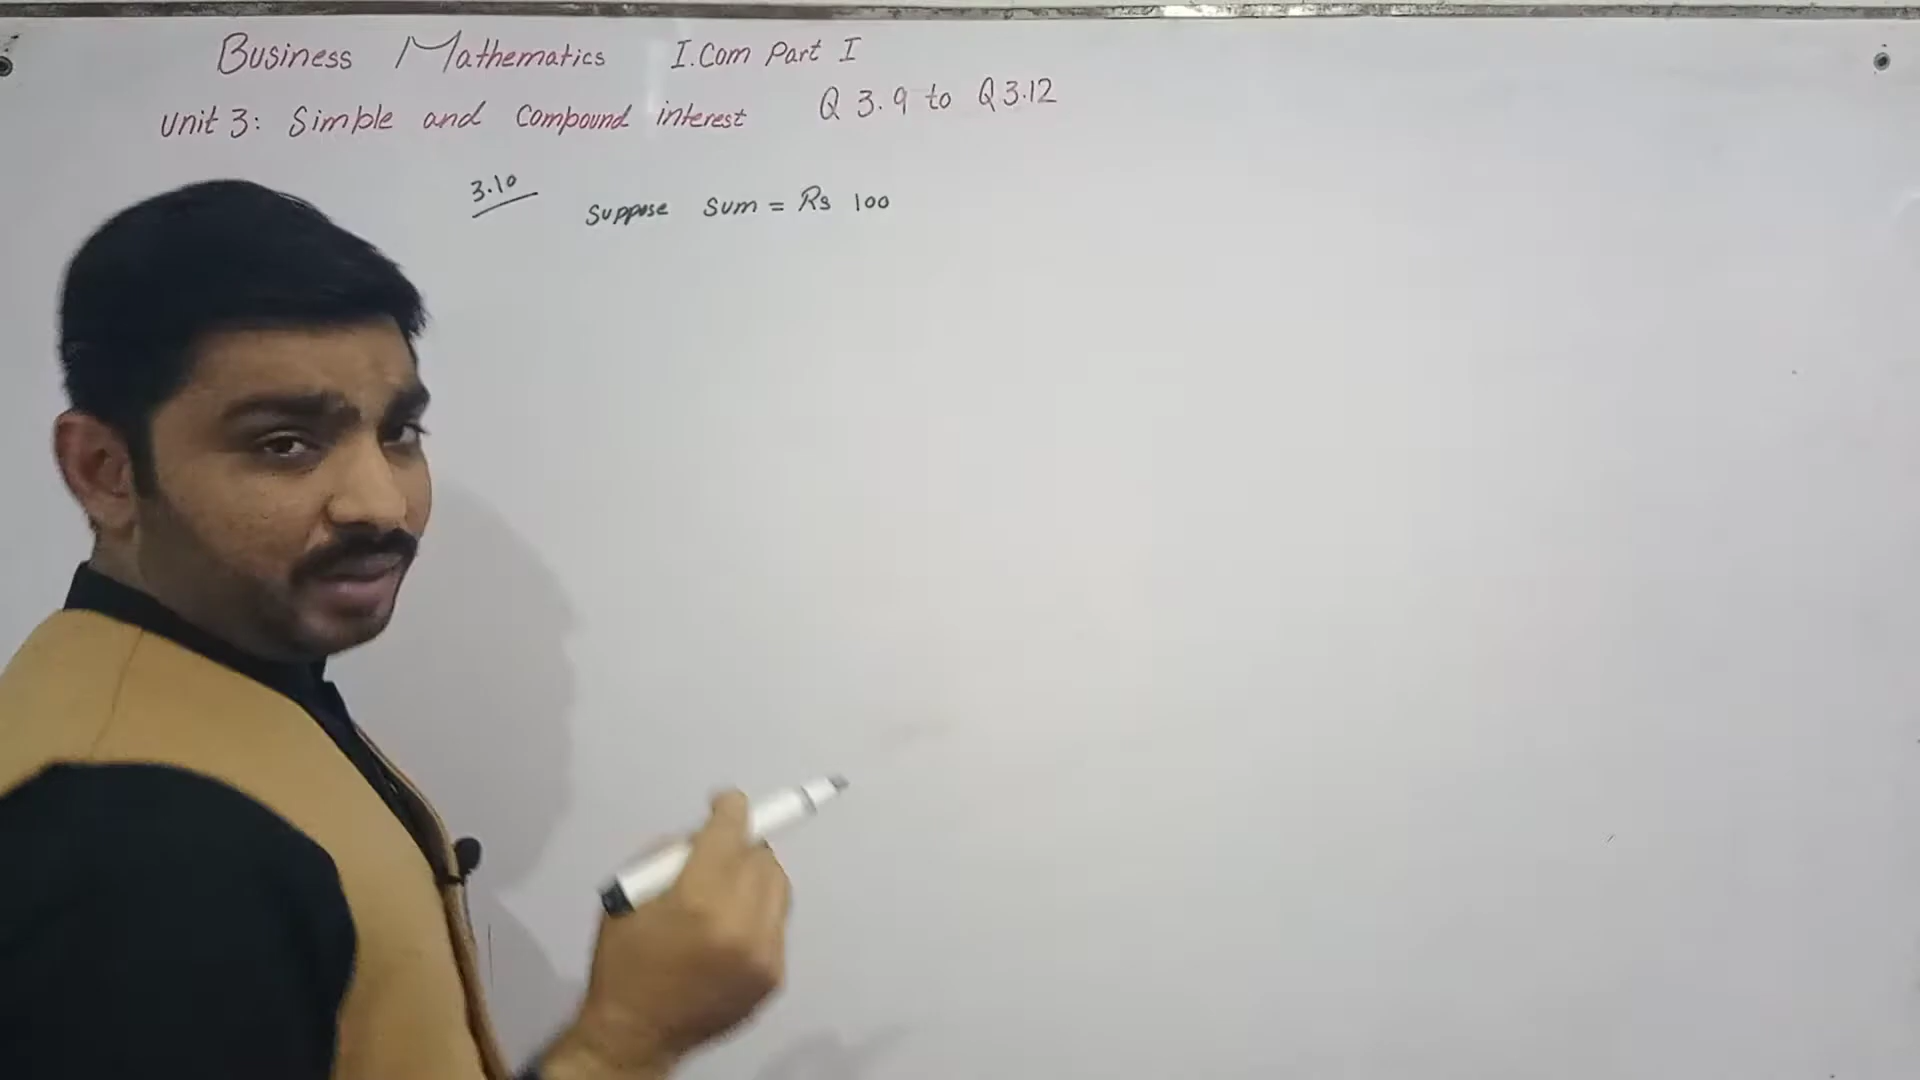 Business Mathematics I.Com Part I
Unit 3: Simple and Compound interest Q 3.9 to Q 3.12
3.10 Suppose Sum = Rs 100